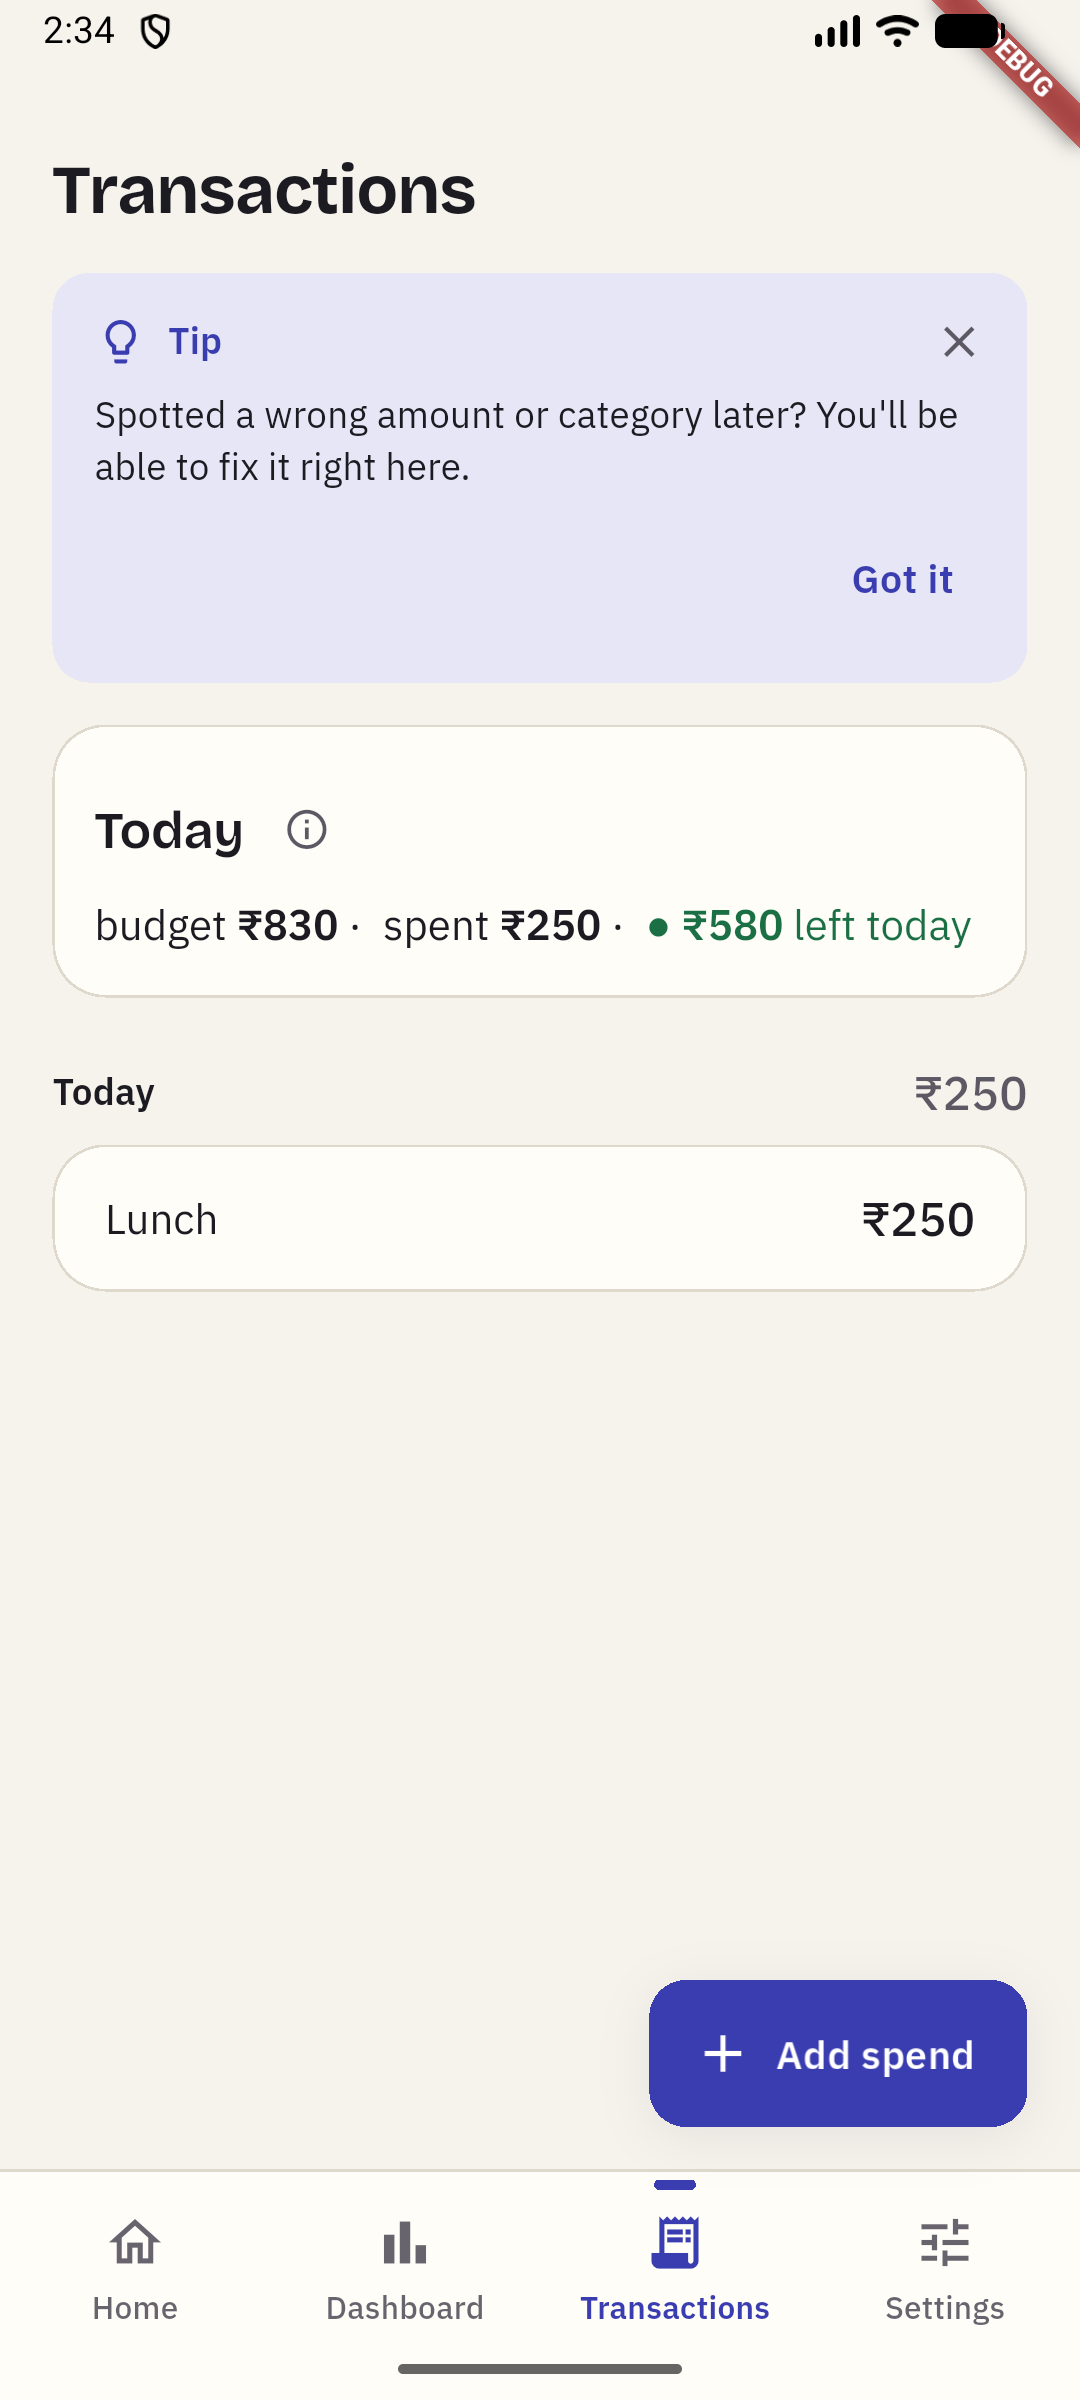 2:34
EBUG
Transactions
Tip
Spotted a wrong amount or category later? You'll be
able to fix it right here.
Got it
Today
budget ₹830 · spent ₹250 · ● ₹580 left today
Today ₹250
Lunch ₹250
+ Add spend
Home Dashboard Transactions Settings